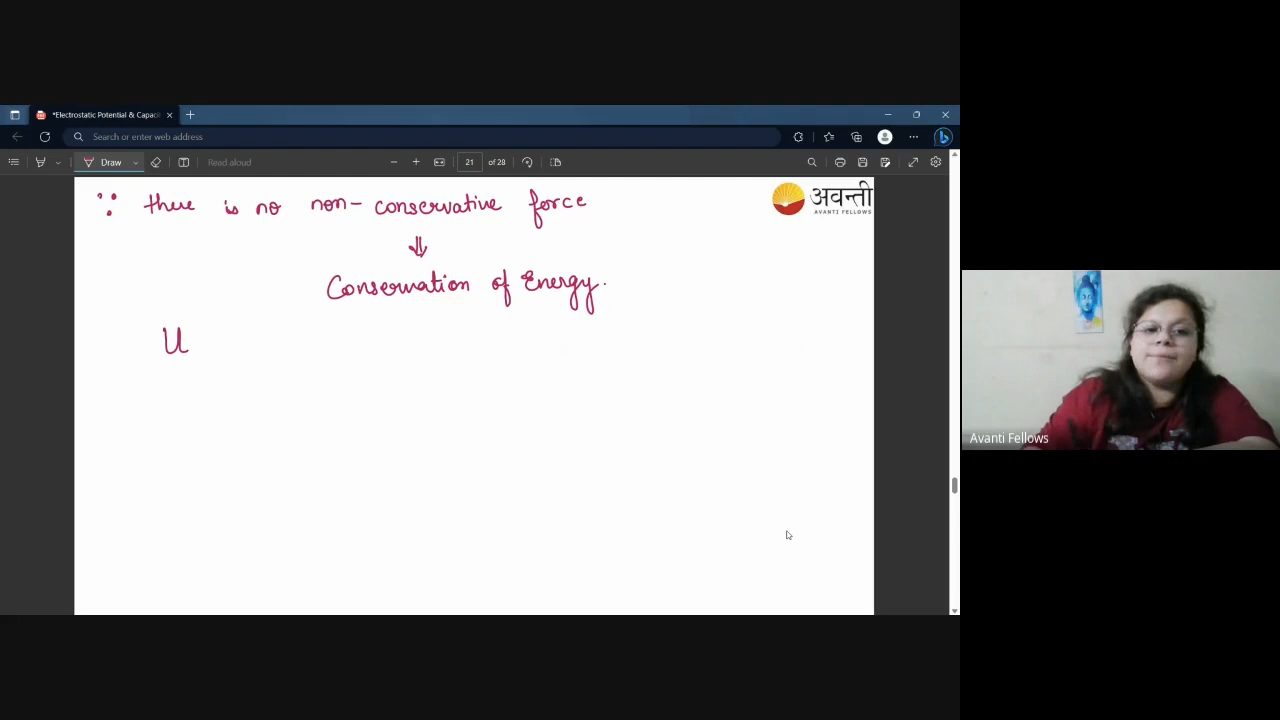 *Electrostatic Potential & Capaci
Search or enter web address
Draw
Read aloud
21 of 28
∵ there is no non-conservative force
अवन्ती
AVANTI FELLOWS
⇓
Conservation of Energy.
U
Avanti Fellows